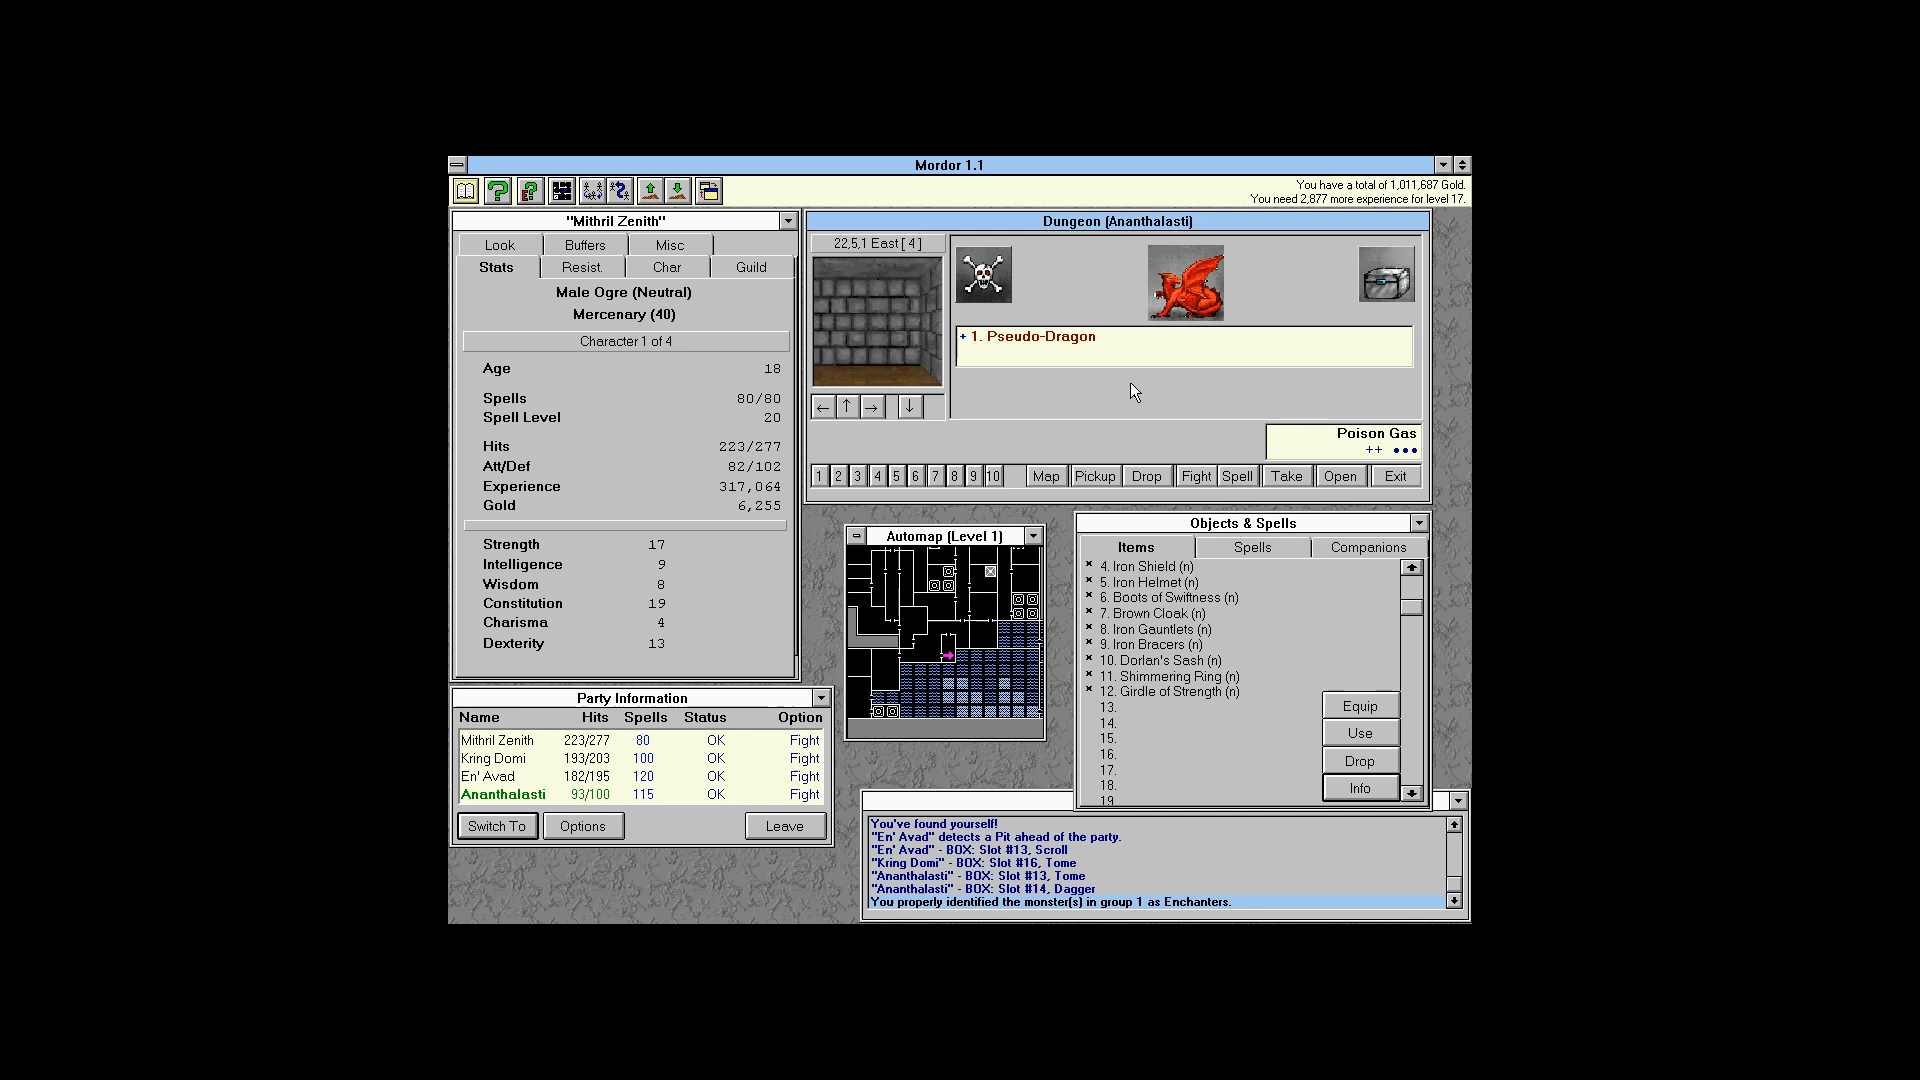 Mordor 1.1
You have a total of 1,011,687 Gold.
You need 2,877 more experience for level 17.
"Mithril Zenith"
Look Buffers Misc
Stats Resist. Char Guild
Male Ogre (Neutral)
Mercenary (40)
Character 1 of 4
Age 18
Spells 80/80
Spell Level 20
Hits 223/277
Att/Def 82/102
Experience 317,064
Gold 6,255
Strength 17
Intelligence 9
Wisdom 8
Constitution 19
Charisma 4
Dexterity 13
Dungeon (Ananthalasti)
22,5,1 East [ 4 ]
+ 1. Pseudo-Dragon
Poison Gas
++ •••
1 2 3 4 5 6 7 8 9 10 Map Pickup Drop Fight Spell Take Open Exit
Automap (Level 1)
Objects & Spells
Items Spells Companions
× 4. Iron Shield (n)
× 5. Iron Helmet (n)
× 6. Boots of Swiftness (n)
× 7. Brown Cloak (n)
× 8. Iron Gauntlets (n)
× 9. Iron Bracers (n)
× 10. Dorlan's Sash (n)
× 11. Shimmering Ring (n)
× 12. Girdle of Strength (n)
13.
14.
15.
16.
17.
18.
19
Equip
Use
Drop
Info
Party Information
Name Hits Spells Status Option
Mithril Zenith 223/277 80 OK Fight
Kring Domi 193/203 100 OK Fight
En' Avad 182/195 120 OK Fight
Ananthalasti 93/100 115 OK Fight
Switch To Options Leave
You've found yourself!
"En' Avad" detects a Pit ahead of the party.
"En' Avad" - BOX: Slot #13, Scroll
"Kring Domi" - BOX: Slot #16, Tome
"Ananthalasti" - BOX: Slot #13, Tome
"Ananthalasti" - BOX: Slot #14, Dagger
You properly identified the monster(s) in group 1 as Enchanters.